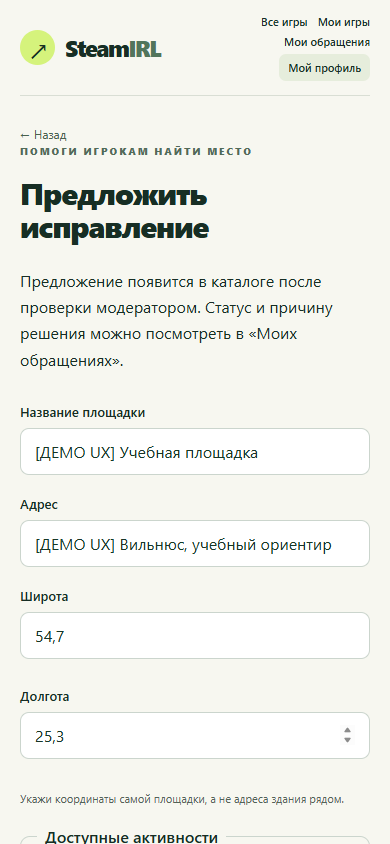 SteamIRL
Все игры Мои игры
Мои обращения
Мой профиль
← Назад
ПОМОГИ ИГРОКАМ НАЙТИ МЕСТО
Предложить
исправление
Предложение появится в каталоге после
проверки модератором. Статус и причину
решения можно посмотреть в «Моих
обращениях».
Название площадки
[ДЕМО UX] Учебная площадка
Адрес
[ДЕМО UX] Вильнюс, учебный ориентир
Широта
54,7
Долгота
25,3
Укажи координаты самой площадки, а не адреса здания рядом.
Доступные активности